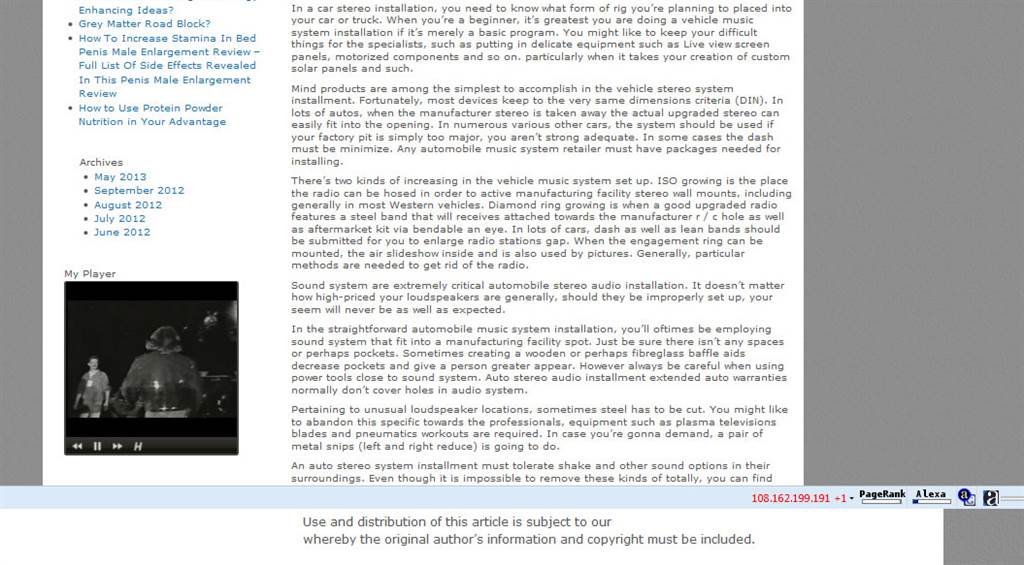 Enhancing Ideas?
Grey Matter Road Block?
How To Increase Stamina In Bed
Penis Male Enlargement Review –
Full List Of Side Effects Revealed
In This Penis Male Enlargement
Review
How to Use Protein Powder
Nutrition in Your Advantage
Archives
May 2013
September 2012
August 2012
July 2012
June 2012
My Player
In a car stereo installation, you need to know what form of rig you’re planning to placed into
your car or truck. When you’re a beginner, it’s greatest you are doing a vehicle music
system installation if it’s merely a basic program. You might like to keep your difficult
things for the specialists, such as putting in delicate equipment such as Live view screen
panels, motorized components and so on. particularly when it takes your creation of custom
solar panels and such.
Mind products are among the simplest to accomplish in the vehicle stereo system
installment. Fortunately, most devices keep to the very same dimensions criteria (DIN). In
lots of autos, when the manufacturer stereo is taken away the actual upgraded stereo can
easily fit into the opening. In numerous various other cars, the system should be used if
your factory pit is simply too major, you aren’t strong adequate. In some cases the dash
must be minimize. Any automobile music system retailer must have packages needed for
installing.
There’s two kinds of increasing in the vehicle music system set up. ISO growing is the place
the radio can be hosed in order to active manufacturing facility stereo wall mounts, including
generally in most Western vehicles. Diamond ring growing is when a good upgraded radio
features a steel band that will receives attached towards the manufacturer r / c hole as well
as aftermarket kit via bendable an eye. In lots of cars, dash as well as lean bands should
be submitted for you to enlarge radio stations gap. When the engagement ring can be
mounted, the air slideshow inside and is also used by pictures. Generally, particular
methods are needed to get rid of the radio.
Sound system are extremely critical automobile stereo audio installation. It doesn’t matter
how high-priced your loudspeakers are generally, should they be improperly set up, your
seem will never be as well as expected.
In the straightforward automobile music system installation, you’ll oftimes be employing
sound system that fit into a manufacturing facility spot. Just be sure there isn’t any spaces
or perhaps pockets. Sometimes creating a wooden or perhaps fibreglass baffle aids
decrease pockets and give a person greater appear. However always be careful when using
power tools close to sound system. Auto stereo audio installment extended auto warranties
normally don’t cover holes in audio system.
Pertaining to unusual loudspeaker locations, sometimes steel has to be cut. You might like
to abandon this specific towards the professionals, equipment such as plasma televisions
blades and pneumatics workouts are required. In case you’re gonna demand, a pair of
metal snips (left and right reduce) is going to do.
An auto stereo system installment must tolerate shake and other sound options in their
surroundings. Even though it is impossible to remove these kinds of totally, you can find
108.162.199.191 +1 PageRank Alexa
Use and distribution of this article is subject to our
whereby the original author’s information and copyright must be included.